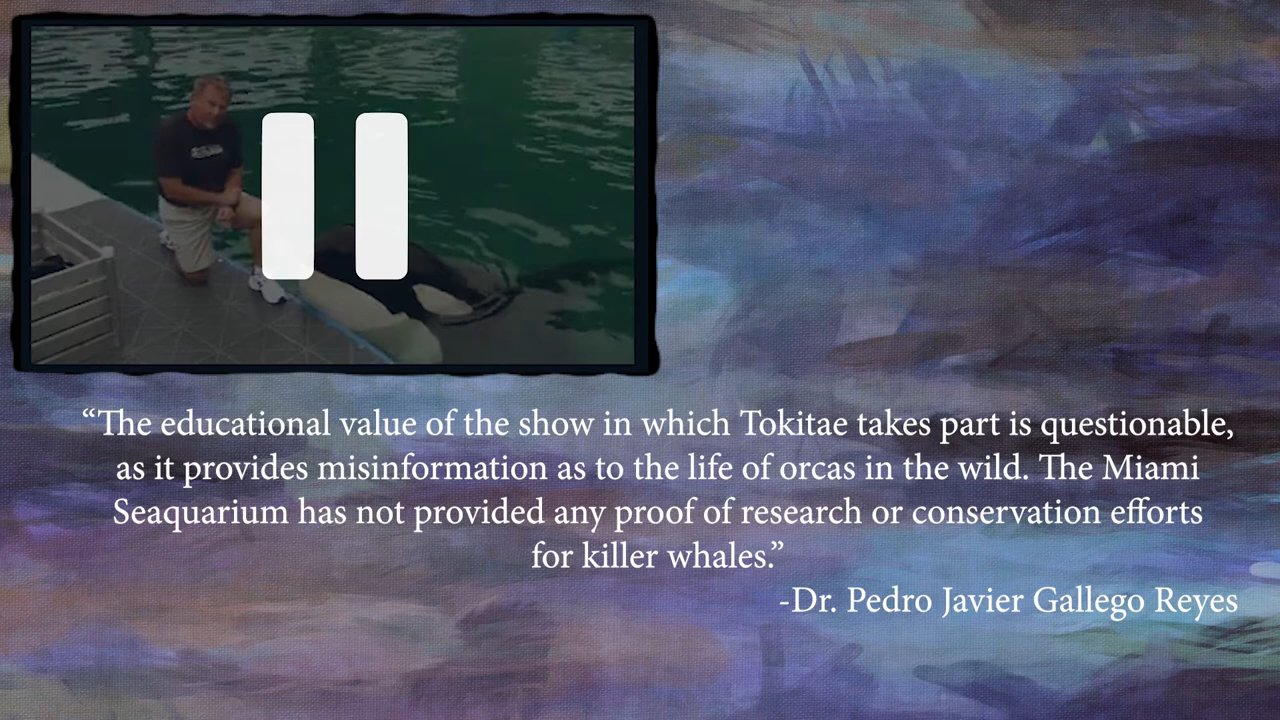 “The educational value of the show in which Tokitae takes part is questionable,
as it provides misinformation as to the life of orcas in the wild. The Miami
Seaquarium has not provided any proof of research or conservation efforts
for killer whales.”
-Dr. Pedro Javier Gallego Reyes